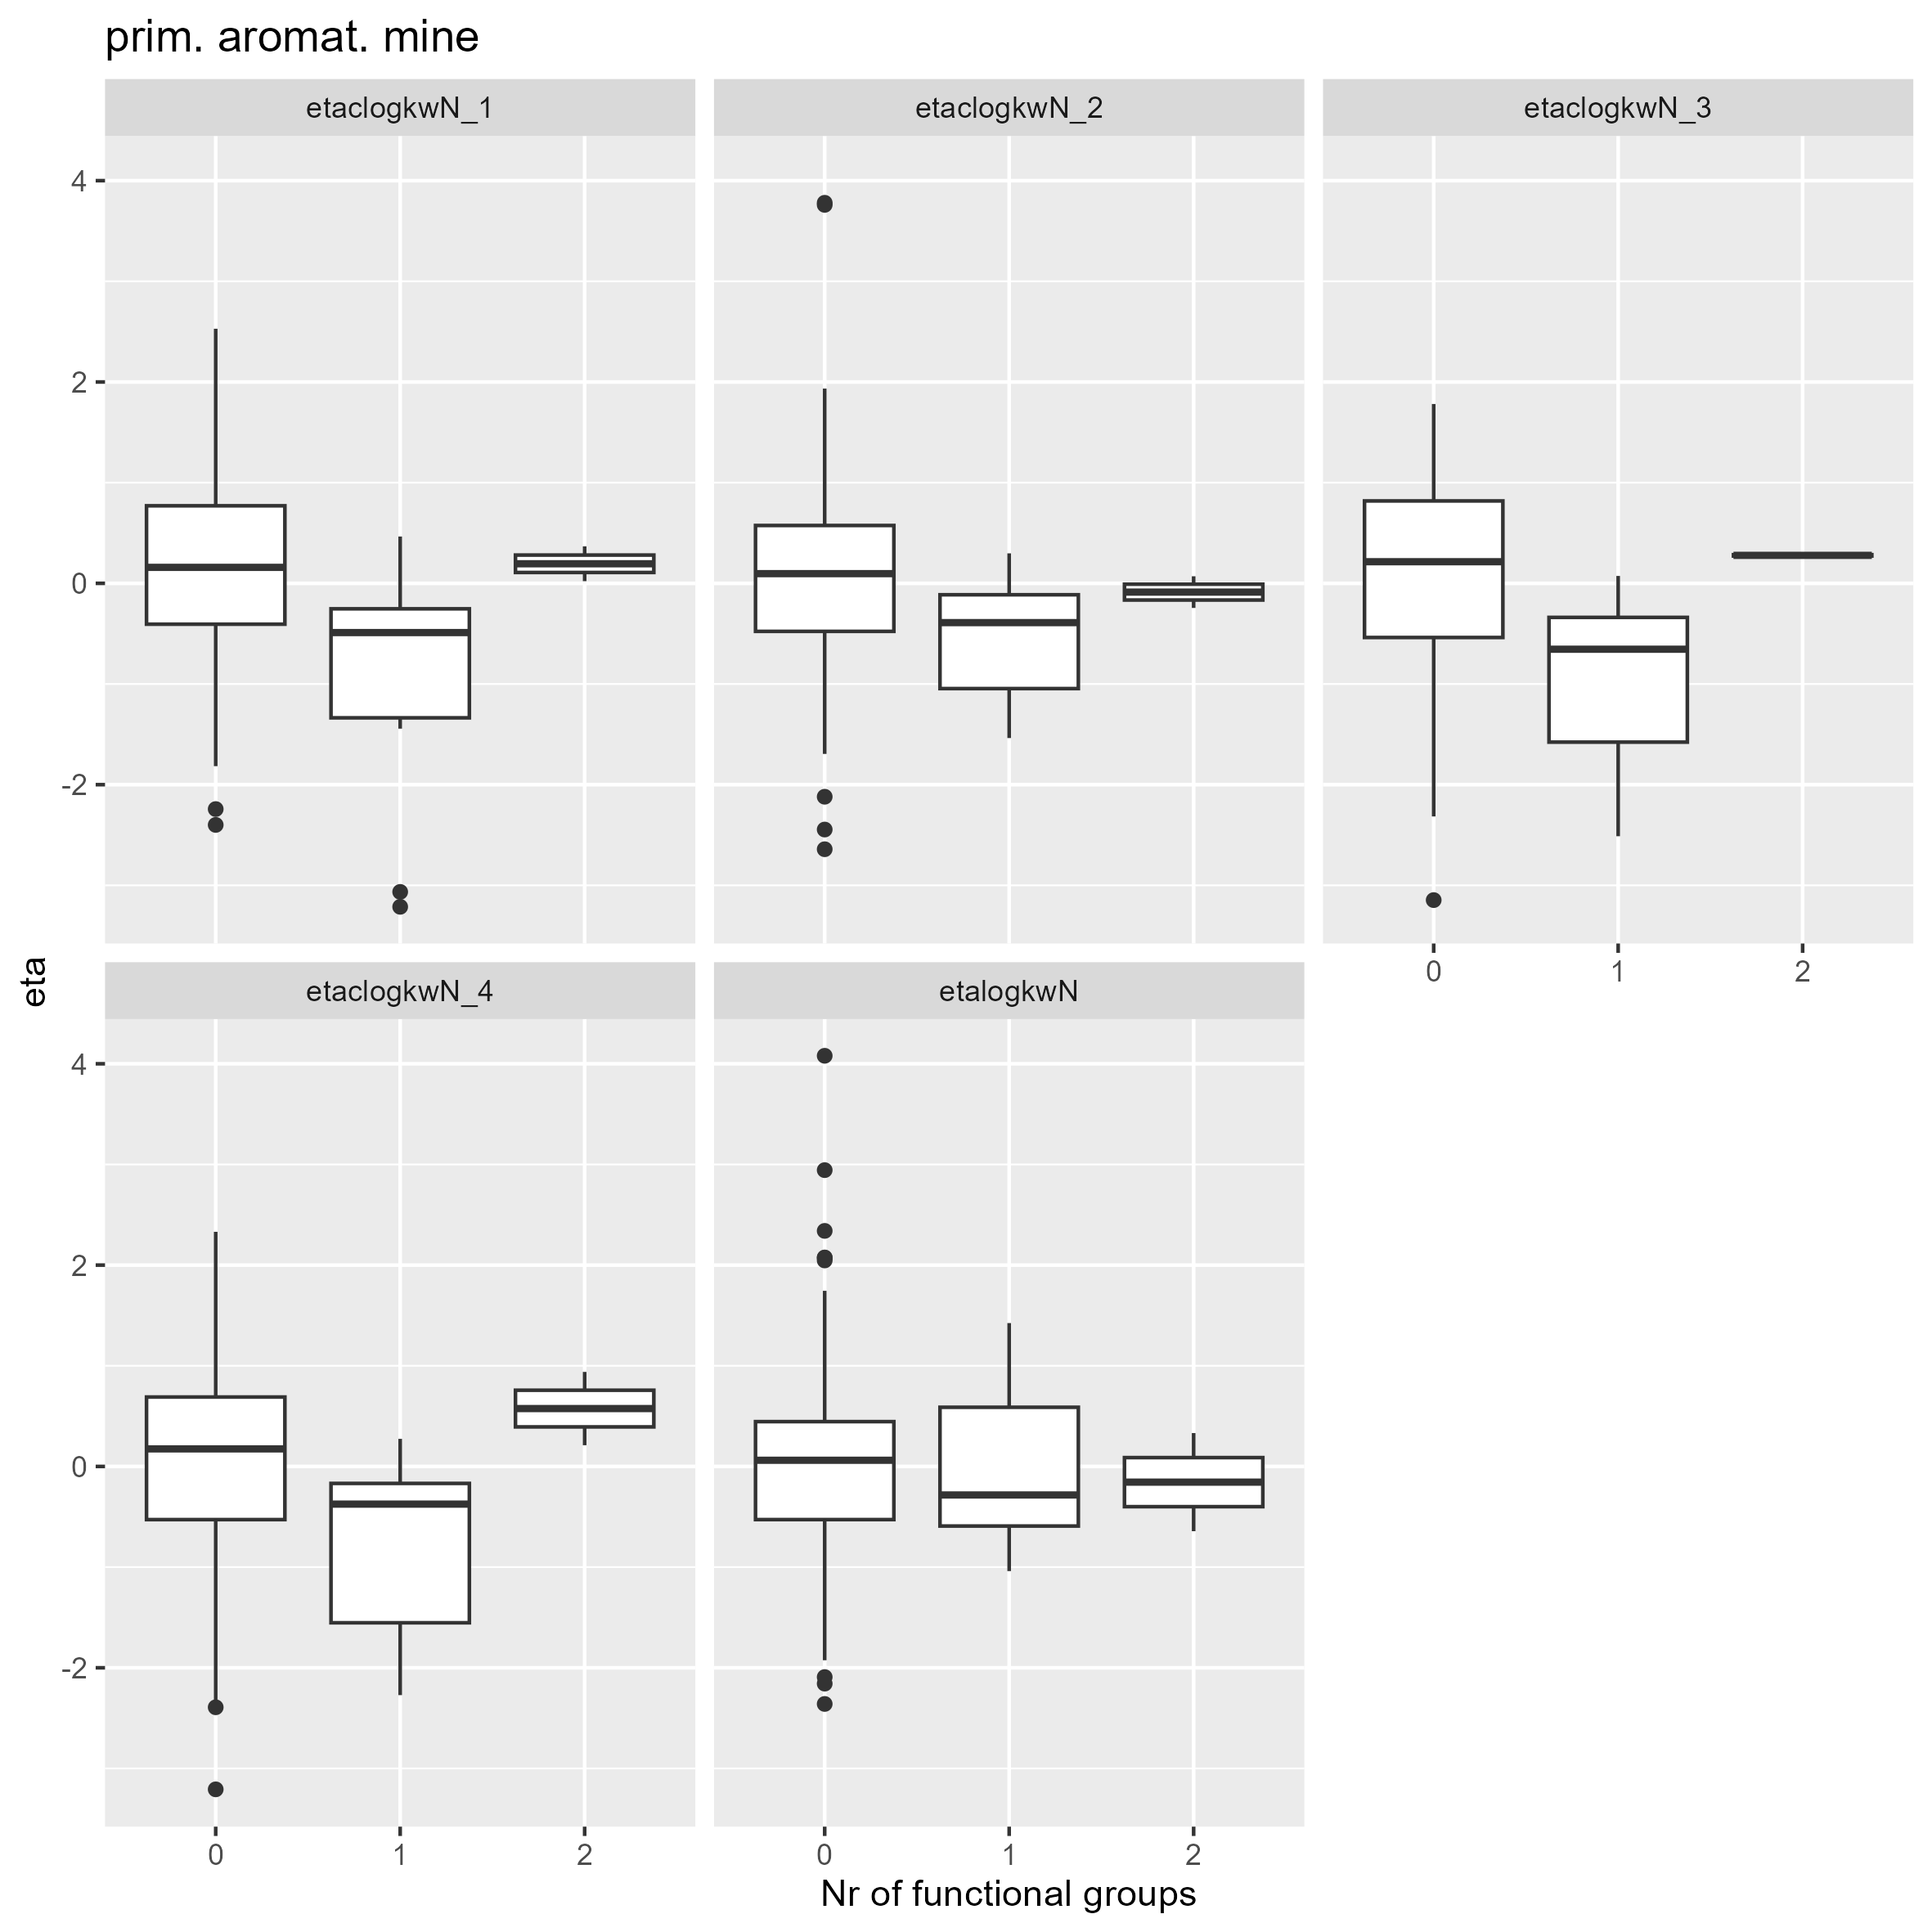 prim. aromat. mine
etaclogkwN_1 etaclogkwN_2 etaclogkwN_3
4
2
0
-2
0 1 2
eta
etaclogkwN_4 etalogkwN
4
2
0
-2
0 1 2 0 1 2
Nr of functional groups